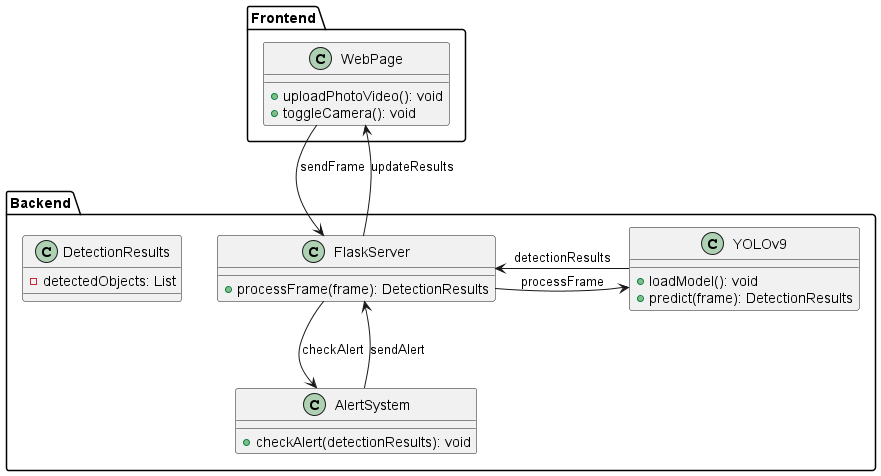 Frontend
C WebPage
uploadPhotoVideo(): void
toggleCamera(): void
sendFrame
updateResults
Backend
C DetectionResults
detectedObjects: List
C FlaskServer
processFrame(frame): DetectionResults
detectionResults
processFrame
C YOLOv9
loadModel(): void
predict(frame): DetectionResults
checkAlert
sendAlert
C AlertSystem
checkAlert(detectionResults): void